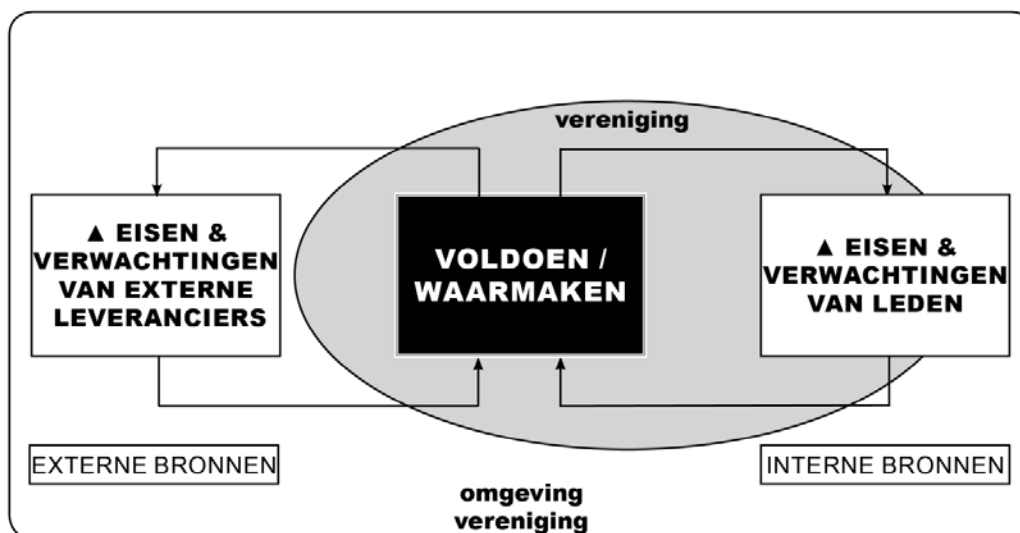 vereniging
▲ EISEN &
VERWACHTINGEN
VAN EXTERNE
LEVERANCIERS
VOLDOEN /
WAARMAKEN
▲ EISEN &
VERWACHTINGEN
VAN LEDEN
EXTERNE BRONNEN
INTERNE BRONNEN
omgeving
vereniging